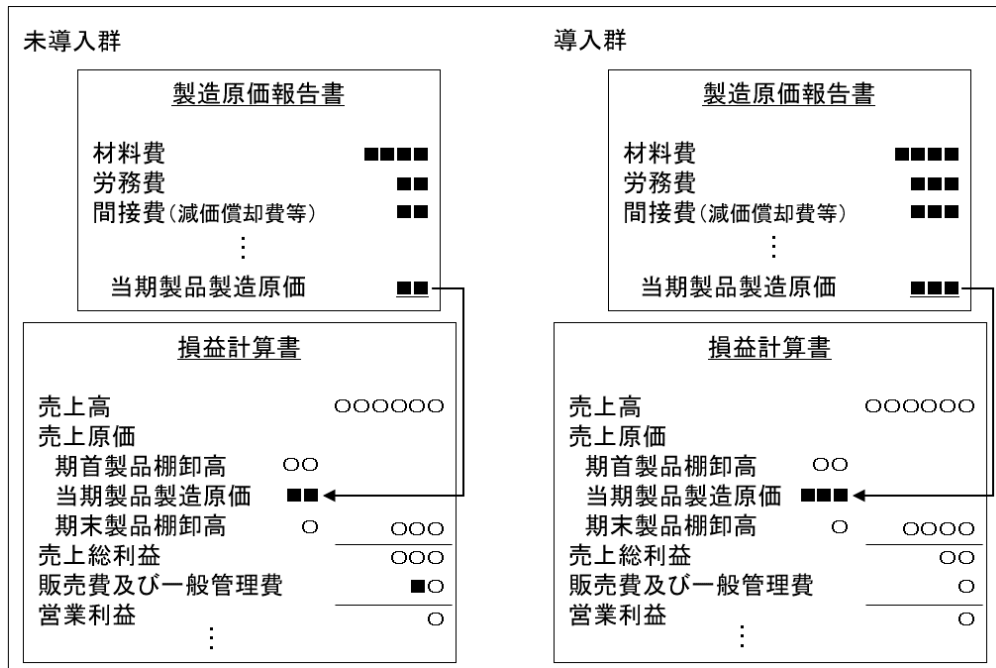 未導入群
製造原価報告書
材料費 ■■■■
労務費 ■■
間接費(減価償却費等) ■■
⋮
当期製品製造原価 ■■
損益計算書
売上高 〇〇〇〇〇〇
売上原価
期首製品棚卸高 〇〇
当期製品製造原価 ■■
期末製品棚卸高 〇 〇〇〇
売上総利益 〇〇〇
販売費及び一般管理費 ■〇
営業利益 〇
⋮
導入群
製造原価報告書
材料費 ■■■■
労務費 ■■■
間接費(減価償却費等) ■■■
⋮
当期製品製造原価 ■■■
損益計算書
売上高 〇〇〇〇〇〇
売上原価
期首製品棚卸高 〇〇
当期製品製造原価 ■■■
期末製品棚卸高 〇 〇〇〇〇
売上総利益 〇〇
販売費及び一般管理費 〇
営業利益 〇
⋮